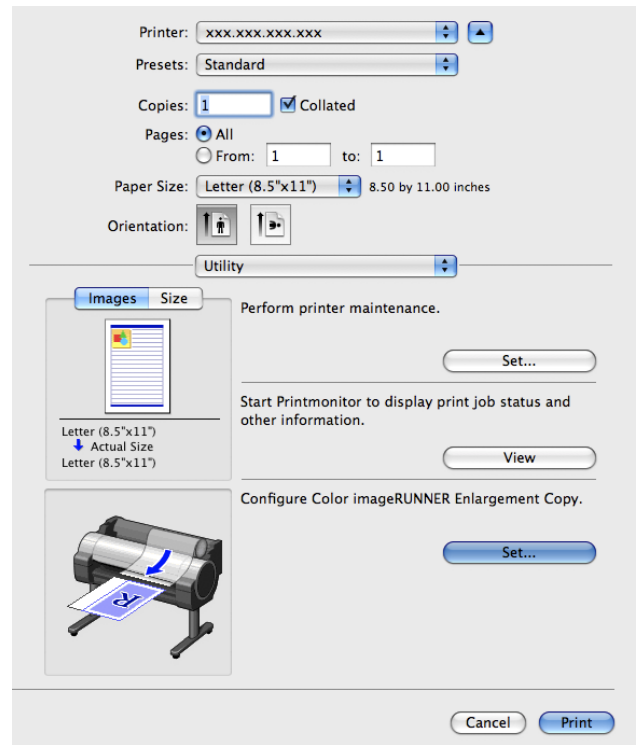 Printer: xxx.xxx.xxx.xxx
Presets: Standard
Copies: 1 Collated
Pages: All
From: 1 to: 1
Paper Size: Letter (8.5"x11") 8.50 by 11.00 inches
Orientation:
Utility
Images Size
Perform printer maintenance.
Set...
Start Printmonitor to display print job status and
other information.
View
Letter (8.5"x11")
Actual Size
Letter (8.5"x11")
Configure Color imageRUNNER Enlargement Copy.
Set...
R
Cancel Print